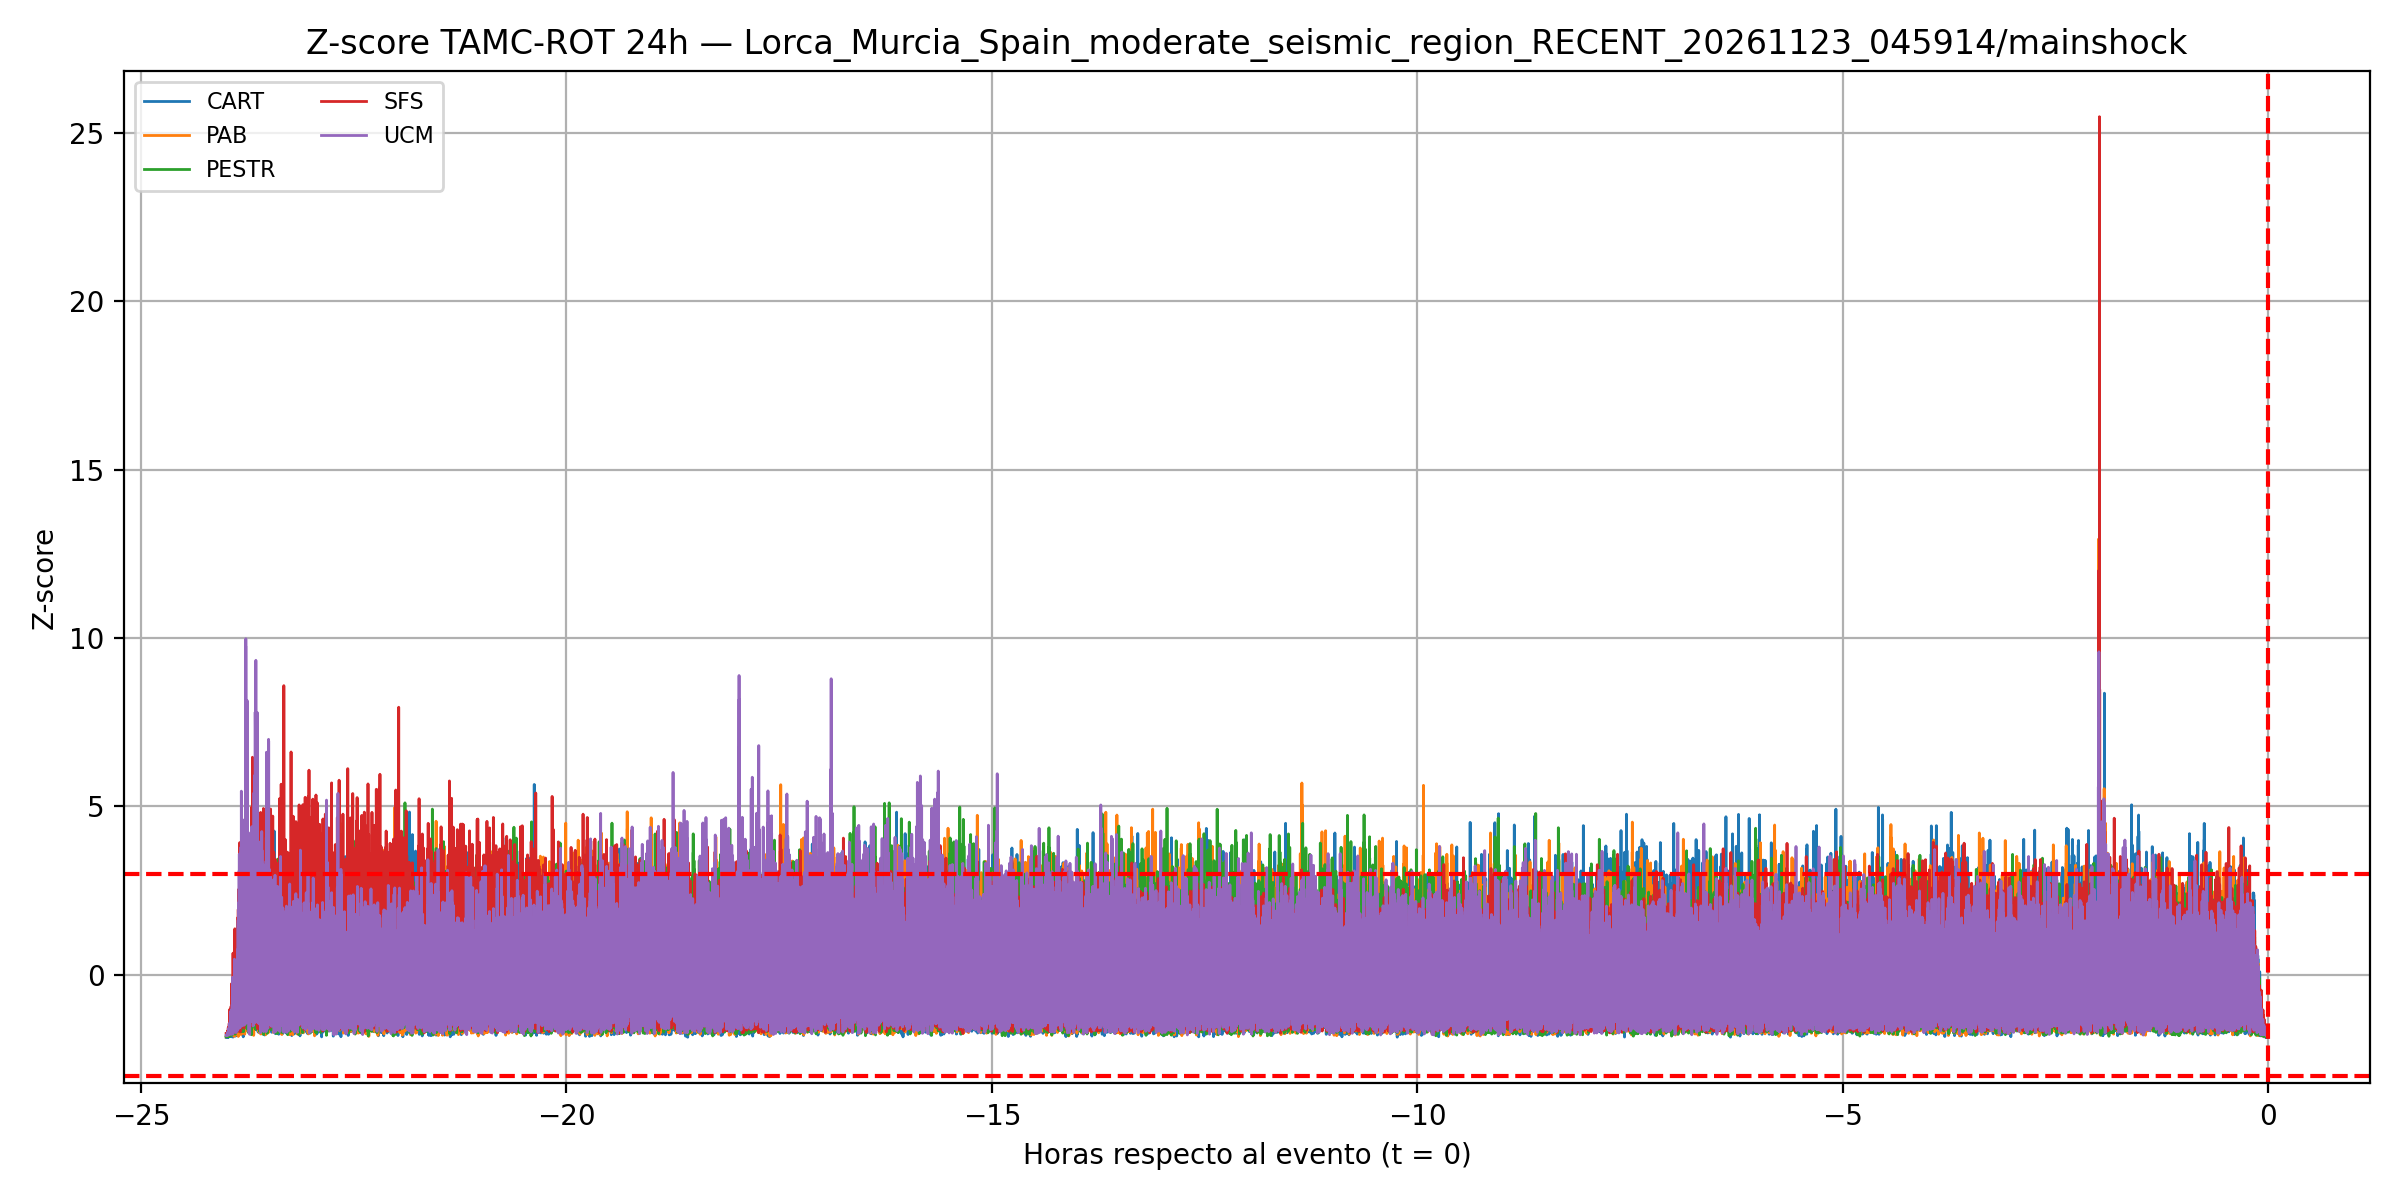 Z-score TAMC-ROT 24h — Lorca_Murcia_Spain_moderate_seismic_region_RECENT_20261123_045914/mainshock
CART
PAB
PESTR
SFS
UCM
Z-score
25
20
15
10
5
0
−25
−20
−15
−10
−5
0
Horas respecto al evento (t = 0)